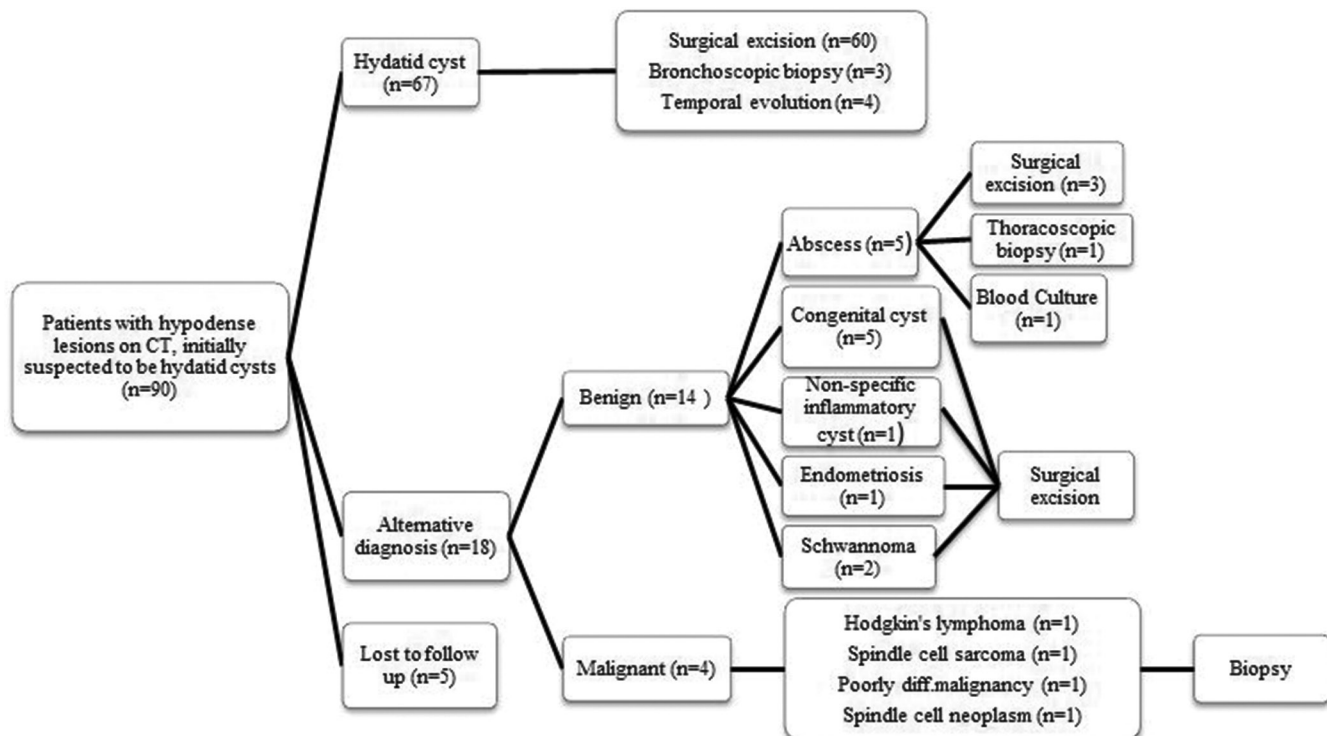 Patients with hypodense
lesions on CT, initially
suspected to be hydatid cysts
(n=90)
Hydatid cyst
(n=67)
Surgical excision (n=60)
Bronchoscopic biopsy (n=3)
Temporal evolution (n=4)
Alternative
diagnosis (n=18)
Benign (n=14 )
Abscess (n=5)
Surgical
excision (n=3)
Thoracoscopic
biopsy (n=1)
Blood Culture
(n=1)
Congenital cyst
(n=5)
Non-specific
inflammatory
cyst (n=1)
Endometriosis
(n=1)
Schwannoma
(n=2)
Surgical
excision
Malignant (n=4)
Hodgkin's lymphoma (n=1)
Spindle cell sarcoma (n=1)
Poorly diff.malignancy (n=1)
Spindle cell neoplasm (n=1)
Biopsy
Lost to follow
up (n=5)